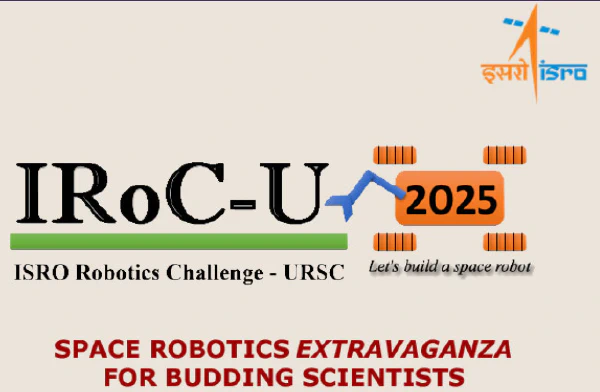 इसरो isro
IRoC-U
2025
ISRO Robotics Challenge - URSC
Let's build a space robot
SPACE ROBOTICS EXTRAVAGANZA
FOR BUDDING SCIENTISTS